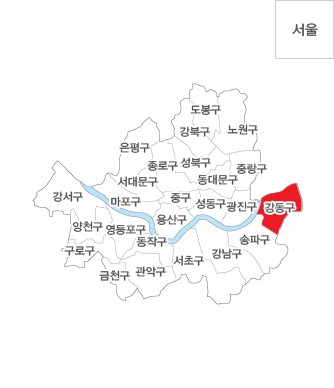 서울
도봉구
강북구
노원구
은평구
종로구
성북구
중랑구
서대문구
동대문구
강서구
마포구
중구
성동구
광진구
강동구
양천구
영등포구
용산구
동작구
송파구
구로구
금천구
관악구
서초구
강남구